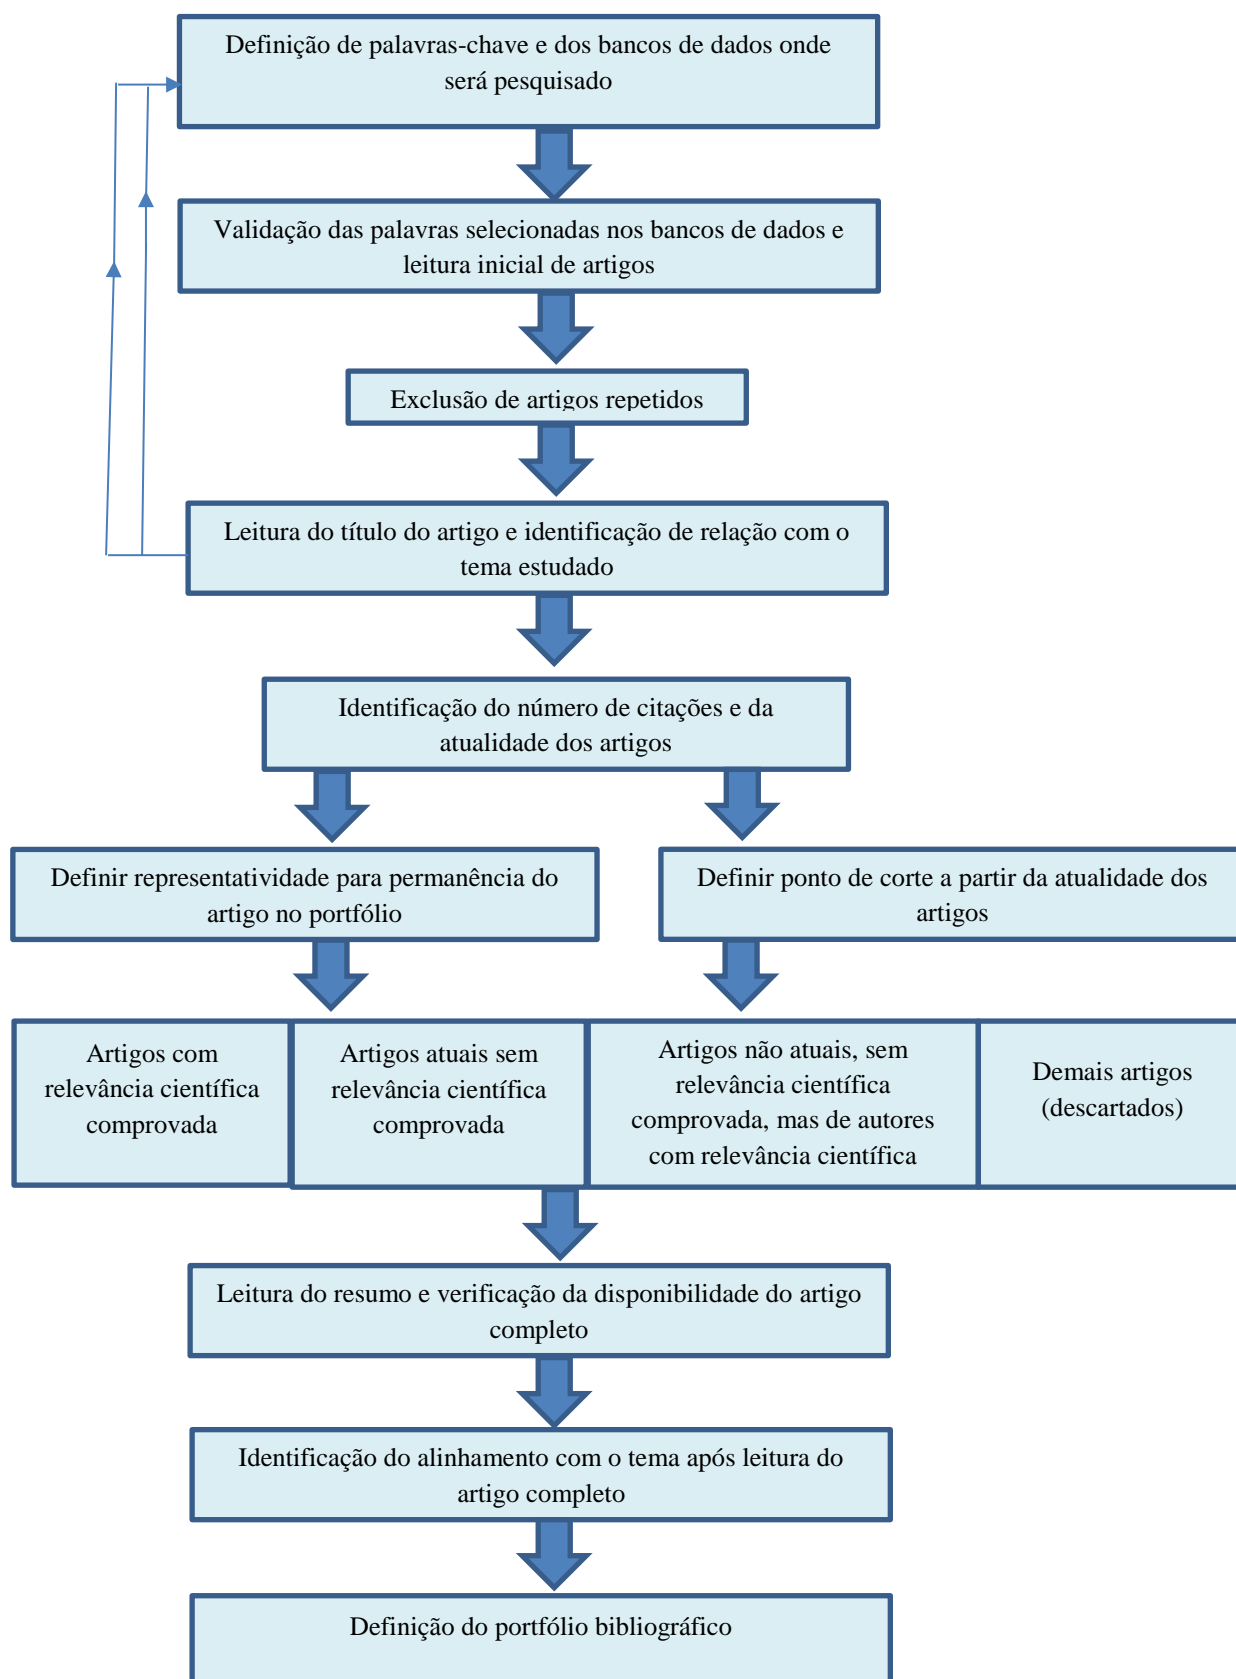 Definição de palavras-chave e dos bancos de dados onde
será pesquisado
Validação das palavras selecionadas nos bancos de dados e
leitura inicial de artigos
Exclusão de artigos repetidos
Leitura do título do artigo e identificação de relação com o
tema estudado
Identificação do número de citações e da
atualidade dos artigos
Definir representatividade para permanência do
artigo no portfólio
Definir ponto de corte a partir da atualidade dos
artigos
Artigos com
relevância científica
comprovada
Artigos atuais sem
relevância científica
comprovada
Artigos não atuais, sem
relevância científica
comprovada, mas de autores
com relevância científica
Demais artigos
(descartados)
Leitura do resumo e verificação da disponibilidade do artigo
completo
Identificação do alinhamento com o tema após leitura do
artigo completo
Definição do portfólio bibliográfico